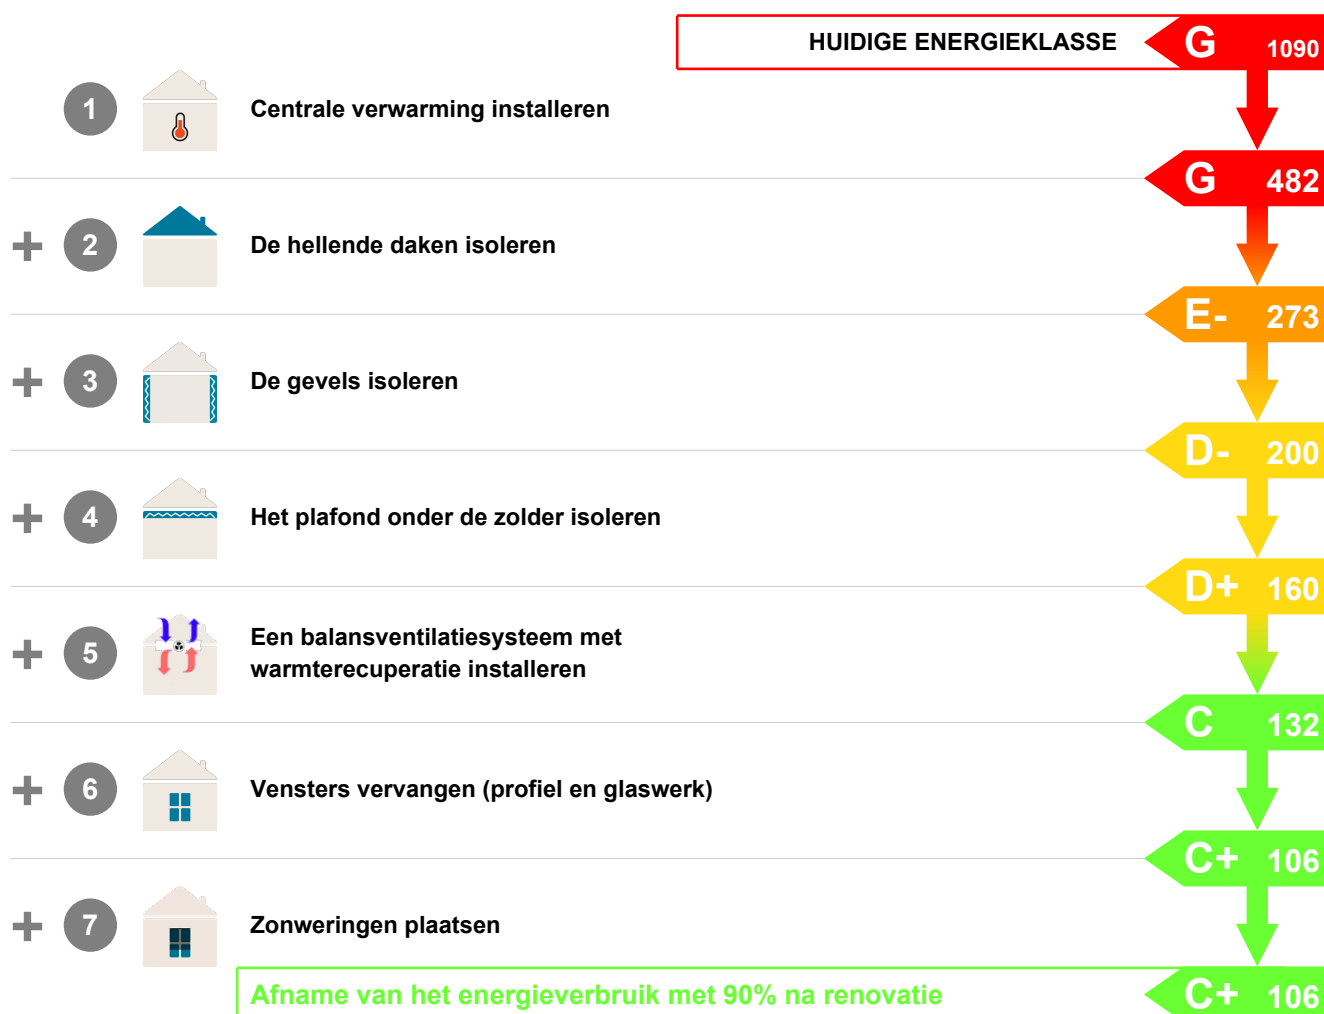 HUIDIGE ENERGIEKLASSE G 1090
1 Centrale verwarming installeren
G 482
+ 2 De hellende daken isoleren
E- 273
+ 3 De gevels isoleren
D- 200
+ 4 Het plafond onder de zolder isoleren
D+ 160
+ 5 Een balansventilatiesysteem met
warmterecuperatie installeren
C 132
+ 6 Vensters vervangen (profiel en glaswerk)
C+ 106
+ 7 Zonweringen plaatsen
Afname van het energieverbruik met 90% na renovatie C+ 106